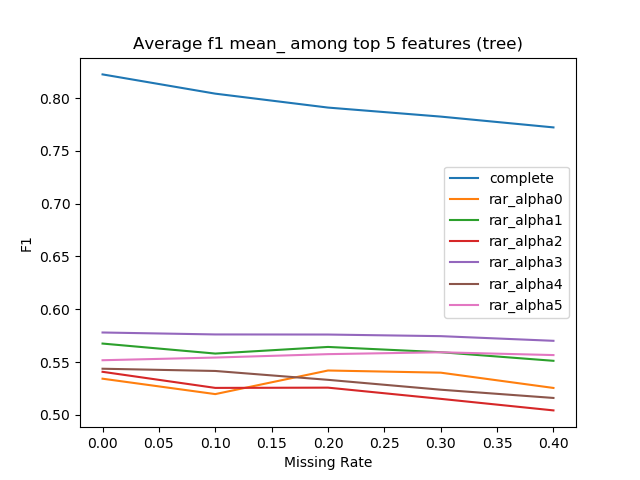 Average f1 mean_ among top 5 features (tree)
F1
0.80
0.75
0.70
0.65
0.60
0.55
0.50
complete
rar_alpha0
rar_alpha1
rar_alpha2
rar_alpha3
rar_alpha4
rar_alpha5
0.00 0.05 0.10 0.15 0.20 0.25 0.30 0.35 0.40
Missing Rate